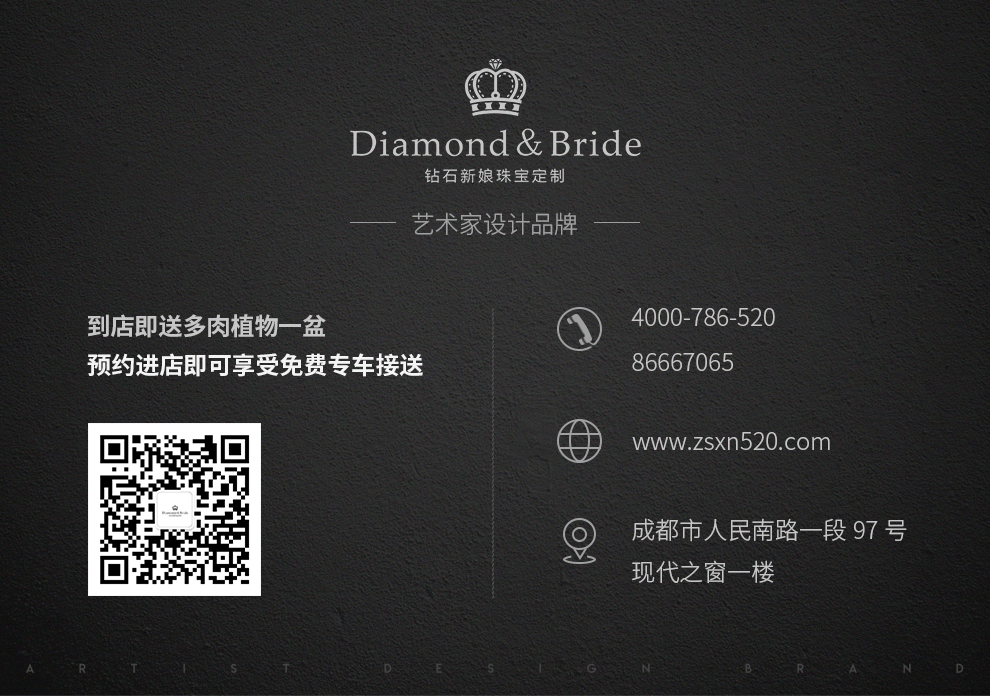 Diamond & Bride
钻石新娘珠宝定制
艺术家设计品牌
到店即送多肉植物一盆
预约进店即可享受免费专车接送
4000-786-520
86667065
www.zsxn520.com
成都市人民南路一段 97 号
现代之窗一楼
ARTIST DESIGN BRAND